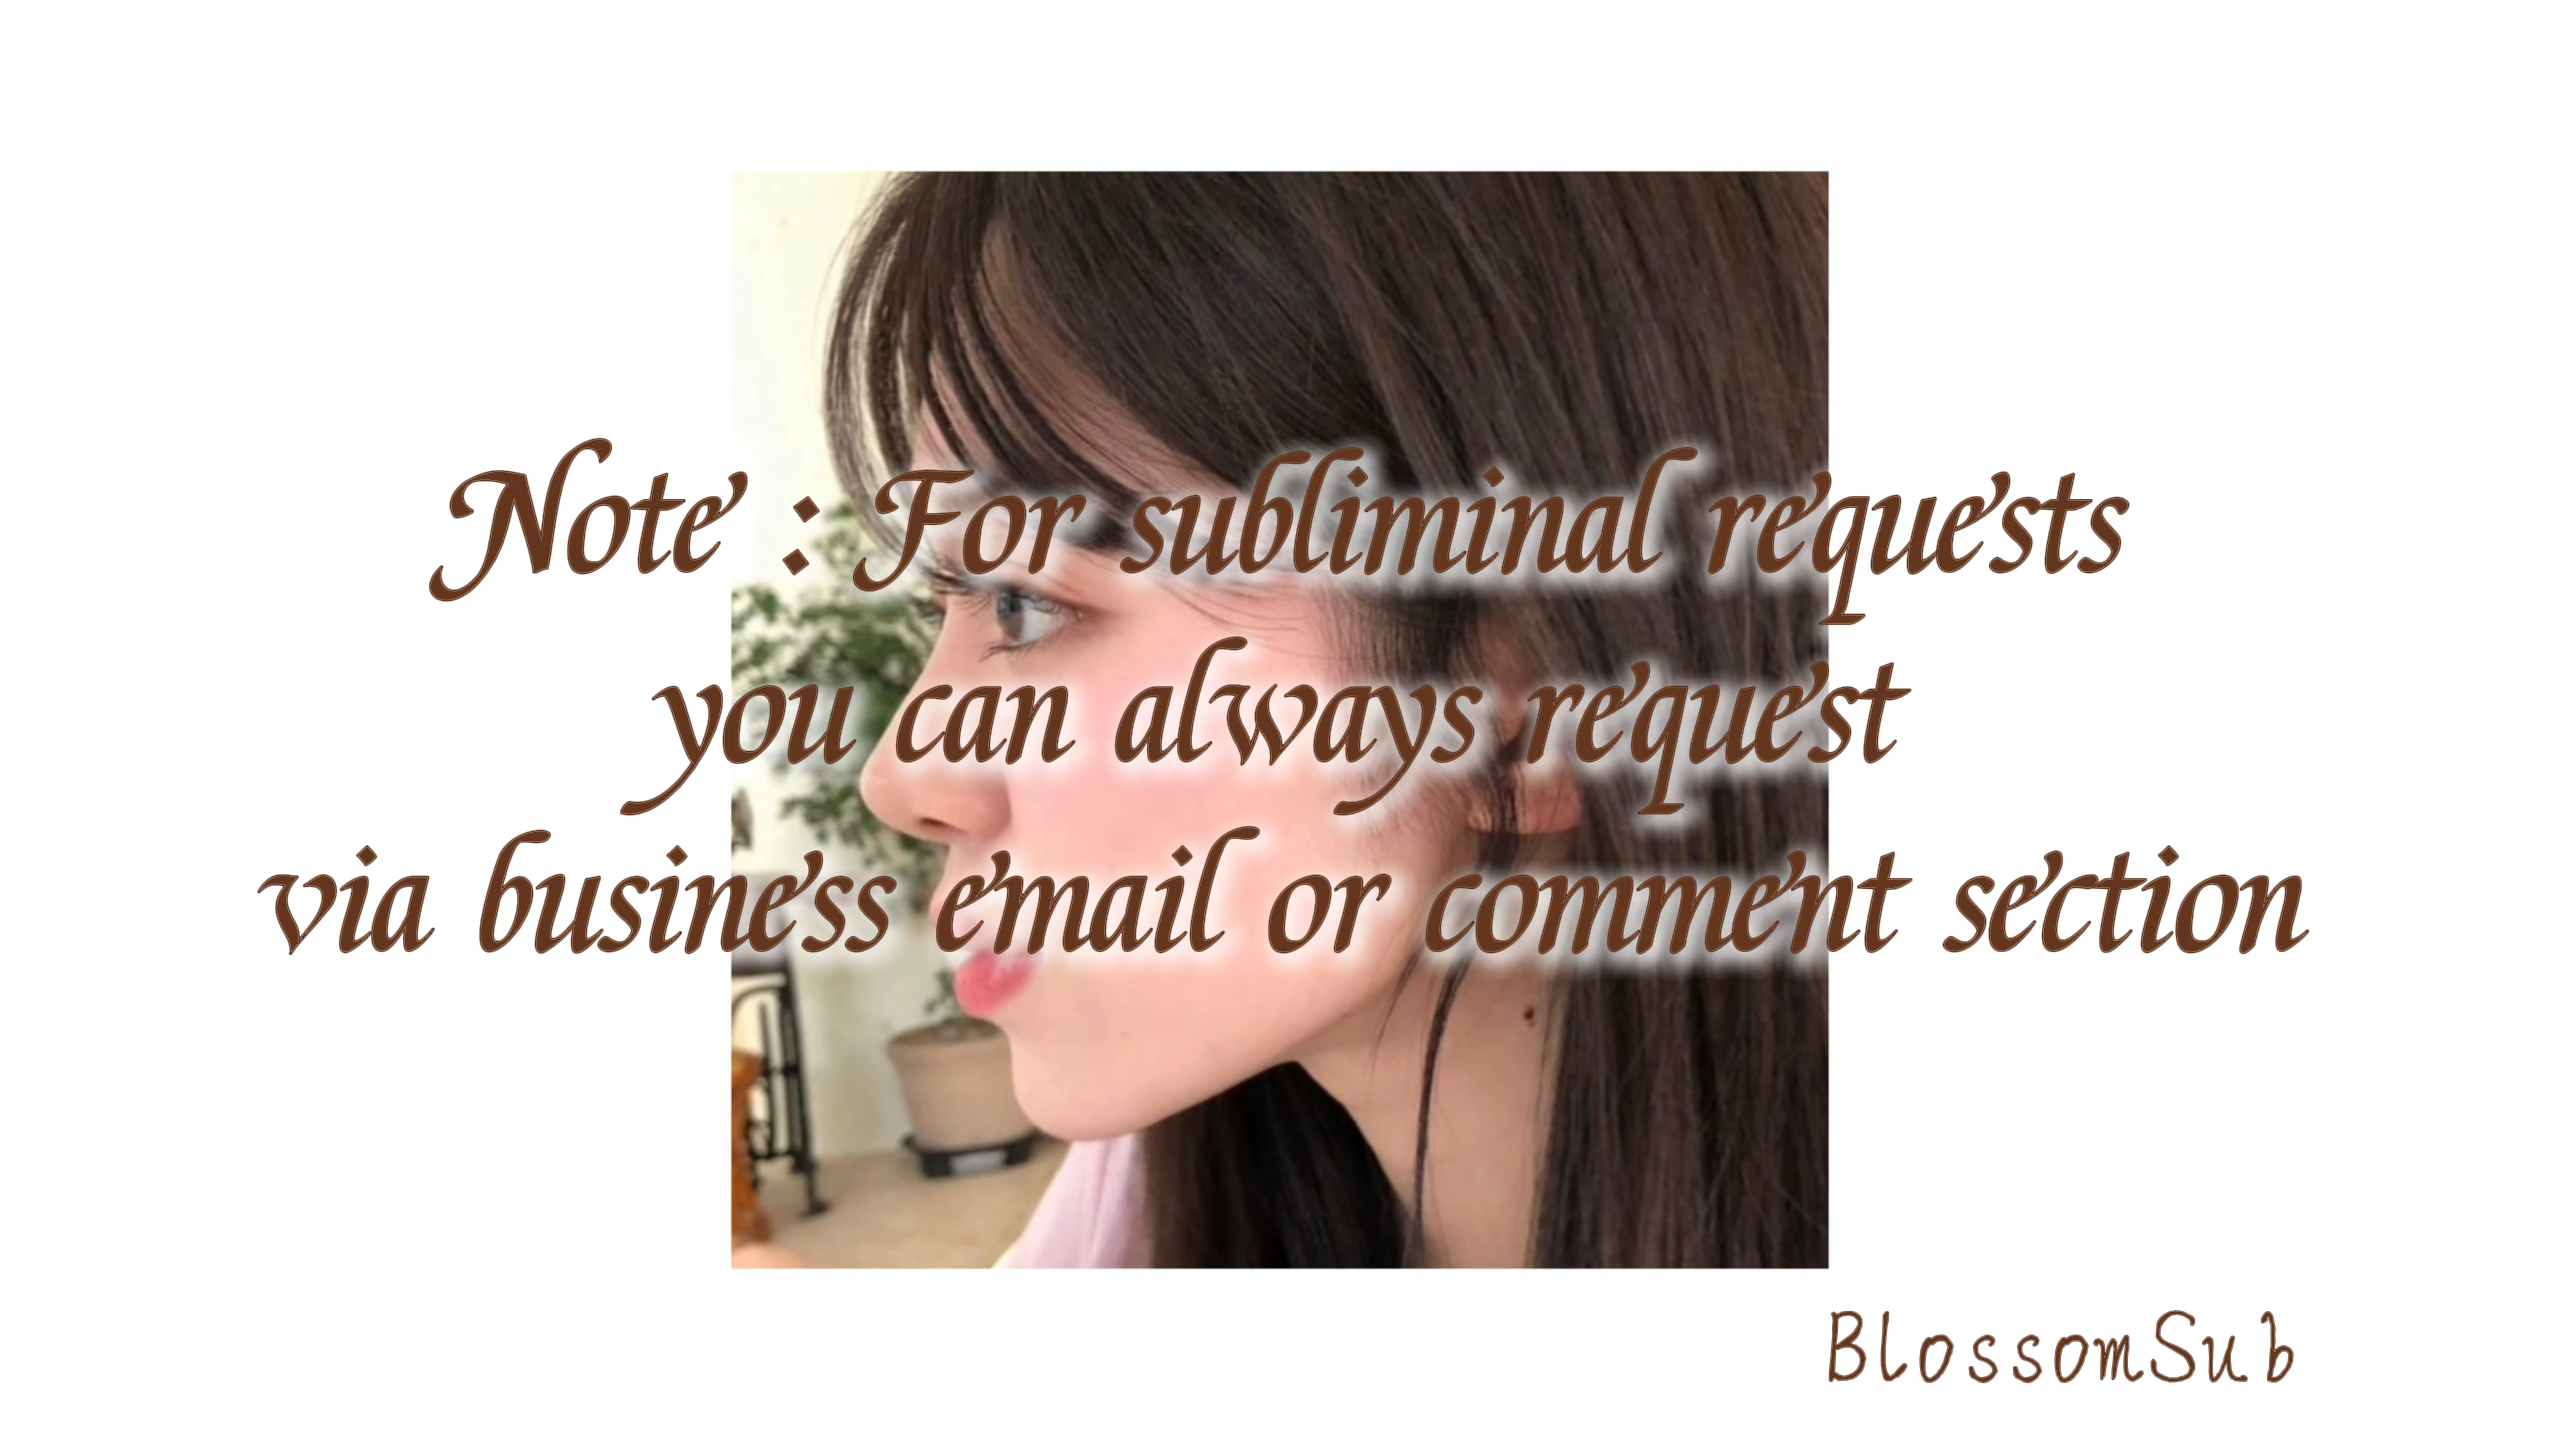 Note : For subliminal requests
you can always request
via business email or comment section
BlossomSub